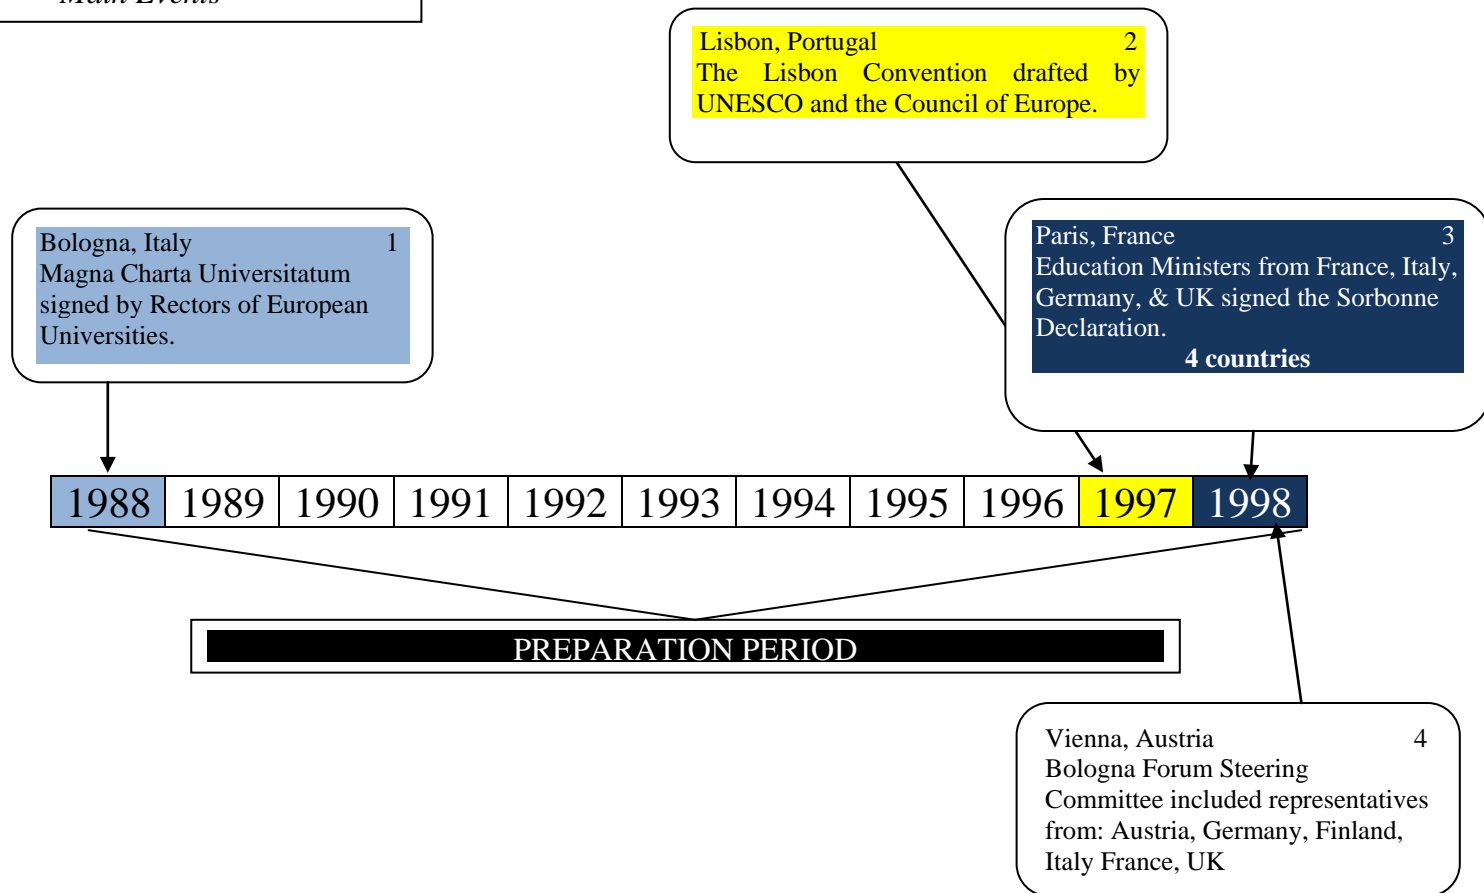 Main Events
Lisbon, Portugal 2
The Lisbon Convention drafted by
UNESCO and the Council of Europe.
Bologna, Italy 1
Magna Charta Universitatum
signed by Rectors of European
Universities.
Paris, France 3
Education Ministers from France, Italy,
Germany, & UK signed the Sorbonne
Declaration.
4 countries
1988 1989 1990 1991 1992 1993 1994 1995 1996 1997 1998
PREPARATION PERIOD
Vienna, Austria 4
Bologna Forum Steering
Committee included representatives
from: Austria, Germany, Finland,
Italy France, UK